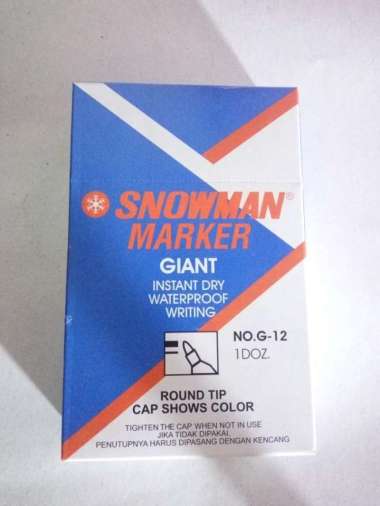 SNOWMAN®
MARKER
GIANT
INSTANT DRY
WATERPROOF
WRITING
NO.G-12
1DOZ.
ROUND TIP
CAP SHOWS COLOR
TIGHTEN THE CAP WHEN NOT IN USE
JIKA TIDAK DIPAKAI,
PENUTUPNYA HARUS DIPASANG DENGAN KENCANG